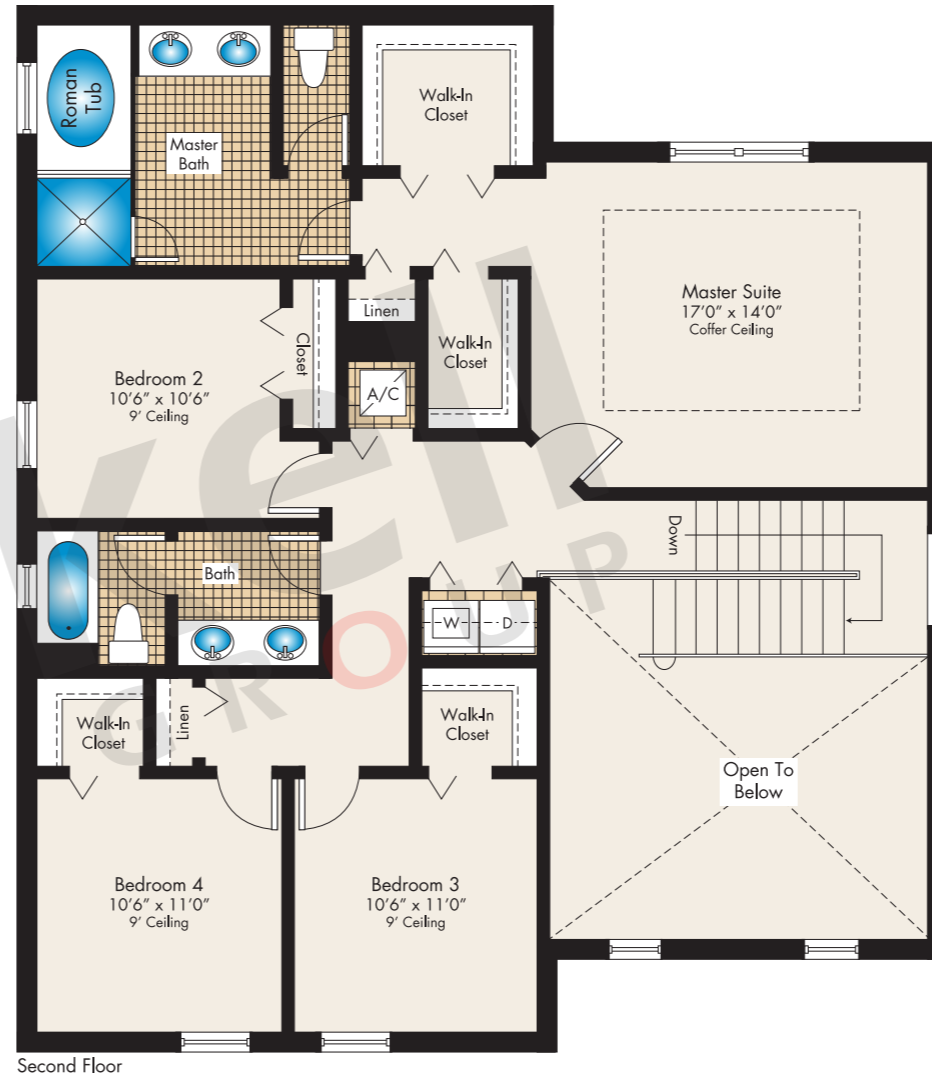 Roman
Tub
Master
Bath
Walk-In
Closet
Master Suite
17'0" x 14'0"
Coffer Ceiling
Linen
Closet
Walk-In
Closet
Bedroom 2
10'6" x 10'6"
9' Ceiling
A/C
Down
Bath
W
D
Walk-In
Closet
Linen
Walk-In
Closet
Open To
Below
Bedroom 4
10'6" x 11'0"
9' Ceiling
Bedroom 3
10'6" x 11'0"
9' Ceiling
Second Floor
kell
GROUP